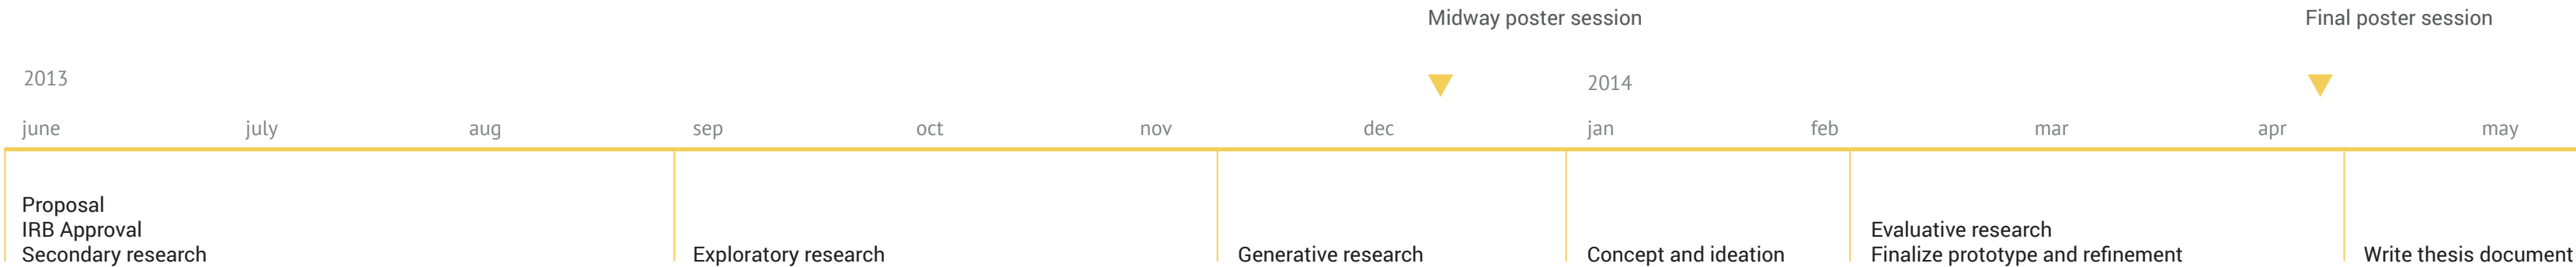 Midway poster session
Final poster session
2013
2014
june july aug sep oct nov dec jan feb mar apr may
Proposal
IRB Approval
Secondary research
Exploratory research
Generative research
Concept and ideation
Evaluative research
Finalize prototype and refinement
Write thesis document